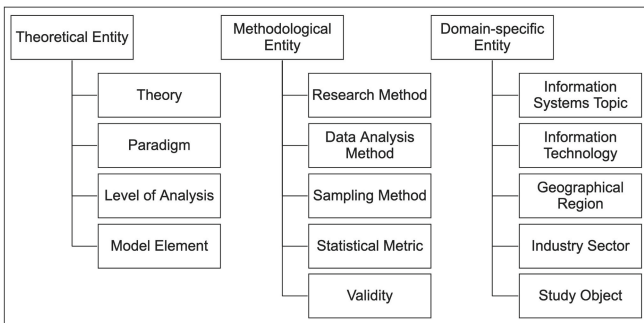 Theoretical Entity
Theory
Paradigm
Level of Analysis
Model Element
Methodological
Entity
Research Method
Data Analysis
Method
Sampling Method
Statistical Metric
Validity
Domain-specific
Entity
Information
Systems Topic
Information
Technology
Geographical
Region
Industry Sector
Study Object